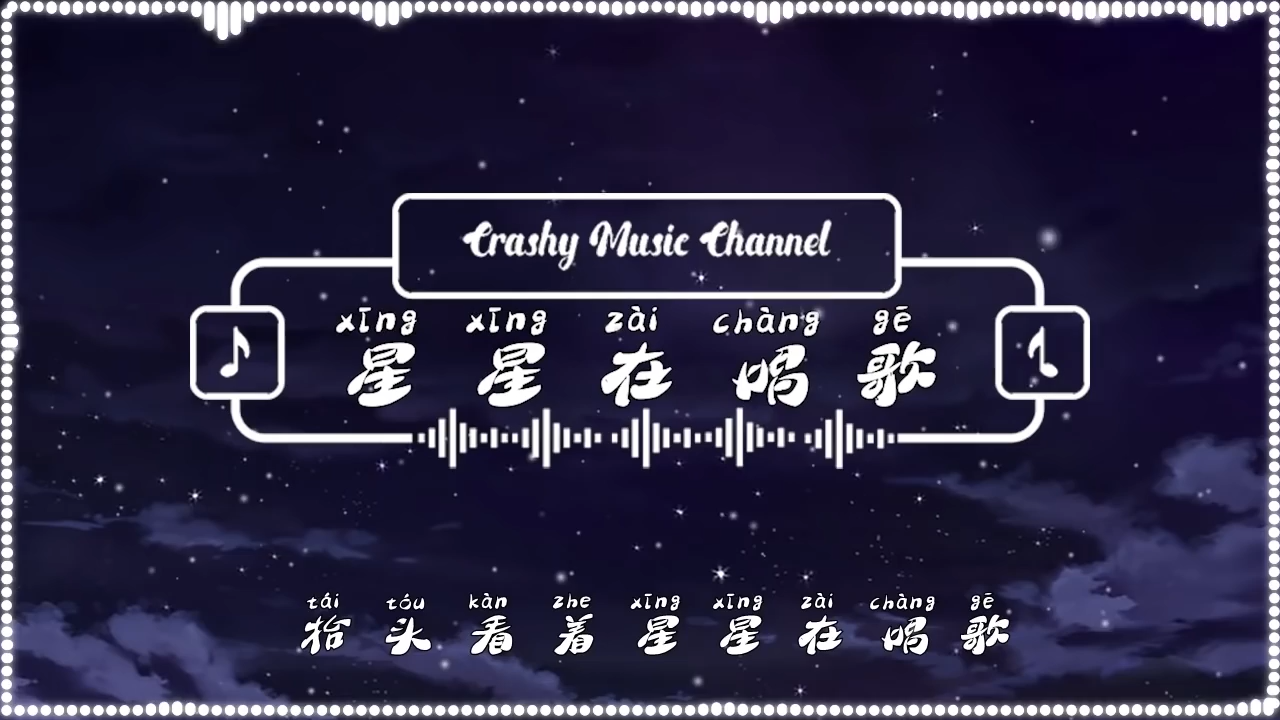 Crashy Music Channel
xīng xīng zài chàng gē
星星在唱歌
tái tóu kàn zhe xīng xīng zài chàng gē
抬头看着星星在唱歌